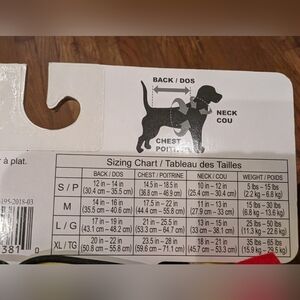 BACK / DOS
NECK
COU
CHEST
POITRINE
r à plat.
Sizing Chart / Tableau des Tailles
BACK / DOS CHEST / POITRINE NECK / COU WEIGHT / POIDS
S / P 12 in – 14 in 14.5 in – 18.5 in 10 in – 12 in 5 lbs – 15 lbs
(30.4 cm – 35.5 cm) (36.8 cm – 46.9 cm) (25.4 cm – 30.4 cm) (2.2 kg – 6.8 kg)
M 14 in – 16 in 17.5 in – 22 in 11 in – 13 in 15 lbs – 30 lbs
(35.5 cm – 40.6 cm) (44.4 cm – 55.8 cm) (27.9 cm – 33 cm) (6.8 kg – 13.6 kg)
L / G 17 in – 19 in 21 in – 25.5 in 13 in – 15 in 25 lbs – 50 lbs
(43.1 cm – 48.2 cm) (53.3 cm – 64.7 cm) (33 cm – 38.1 cm) (11.3 kg – 22.6 kg)
XL / TG 20 in – 22 in 23.5 in – 28 in 18 in – 21 in 35 lbs – 65 lbs
(50.8 cm – 55.8 cm) (59.6 cm – 71.1 cm) (45.7 cm – 53.3 cm) (15.9 kg – 29.5 kg)
495-2018-03
381 0